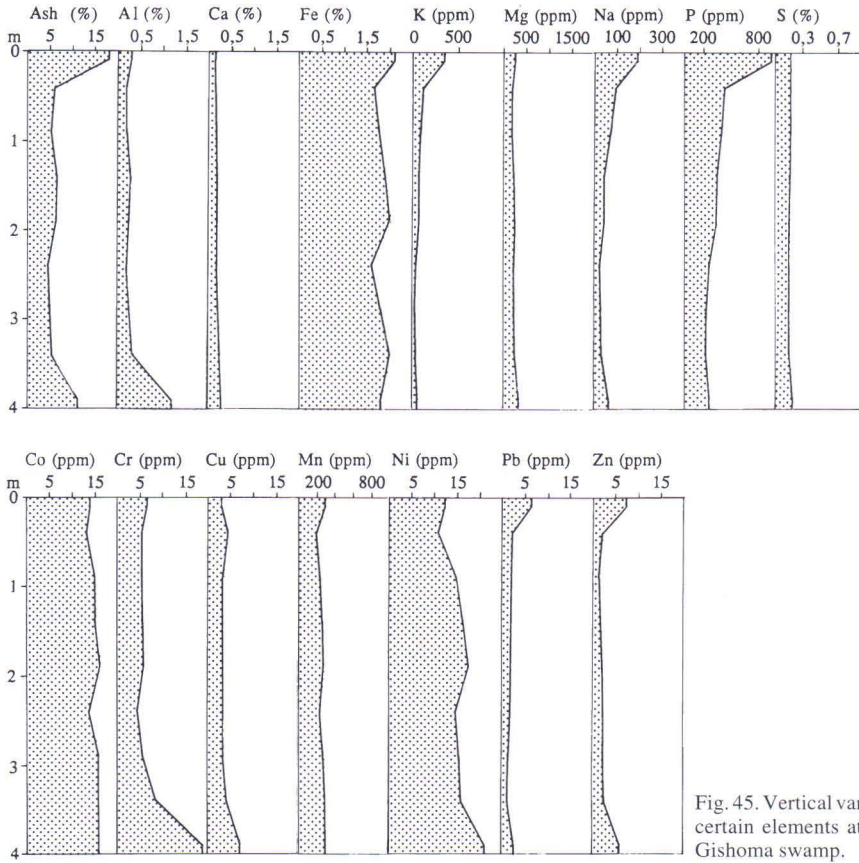 Ash (%) Al (%) Ca (%) Fe (%) K (ppm) Mg (ppm) Na (ppm) P (ppm) S (%)
m 5 15 0,5 1,5 0,5 1,5 0,5 1,5 0 500 500 1500 100 300 200 800 0,3 0,7
0
1
2
3
4
Co (ppm) Cr (ppm) Cu (ppm) Mn (ppm) Ni (ppm) Pb (ppm) Zn (ppm)
m 5 15 5 15 5 15 200 800 5 15 5 15 5 15
0
1
2
3
4
Fig. 45. Vertical var
certain elements at
Gishoma swamp.